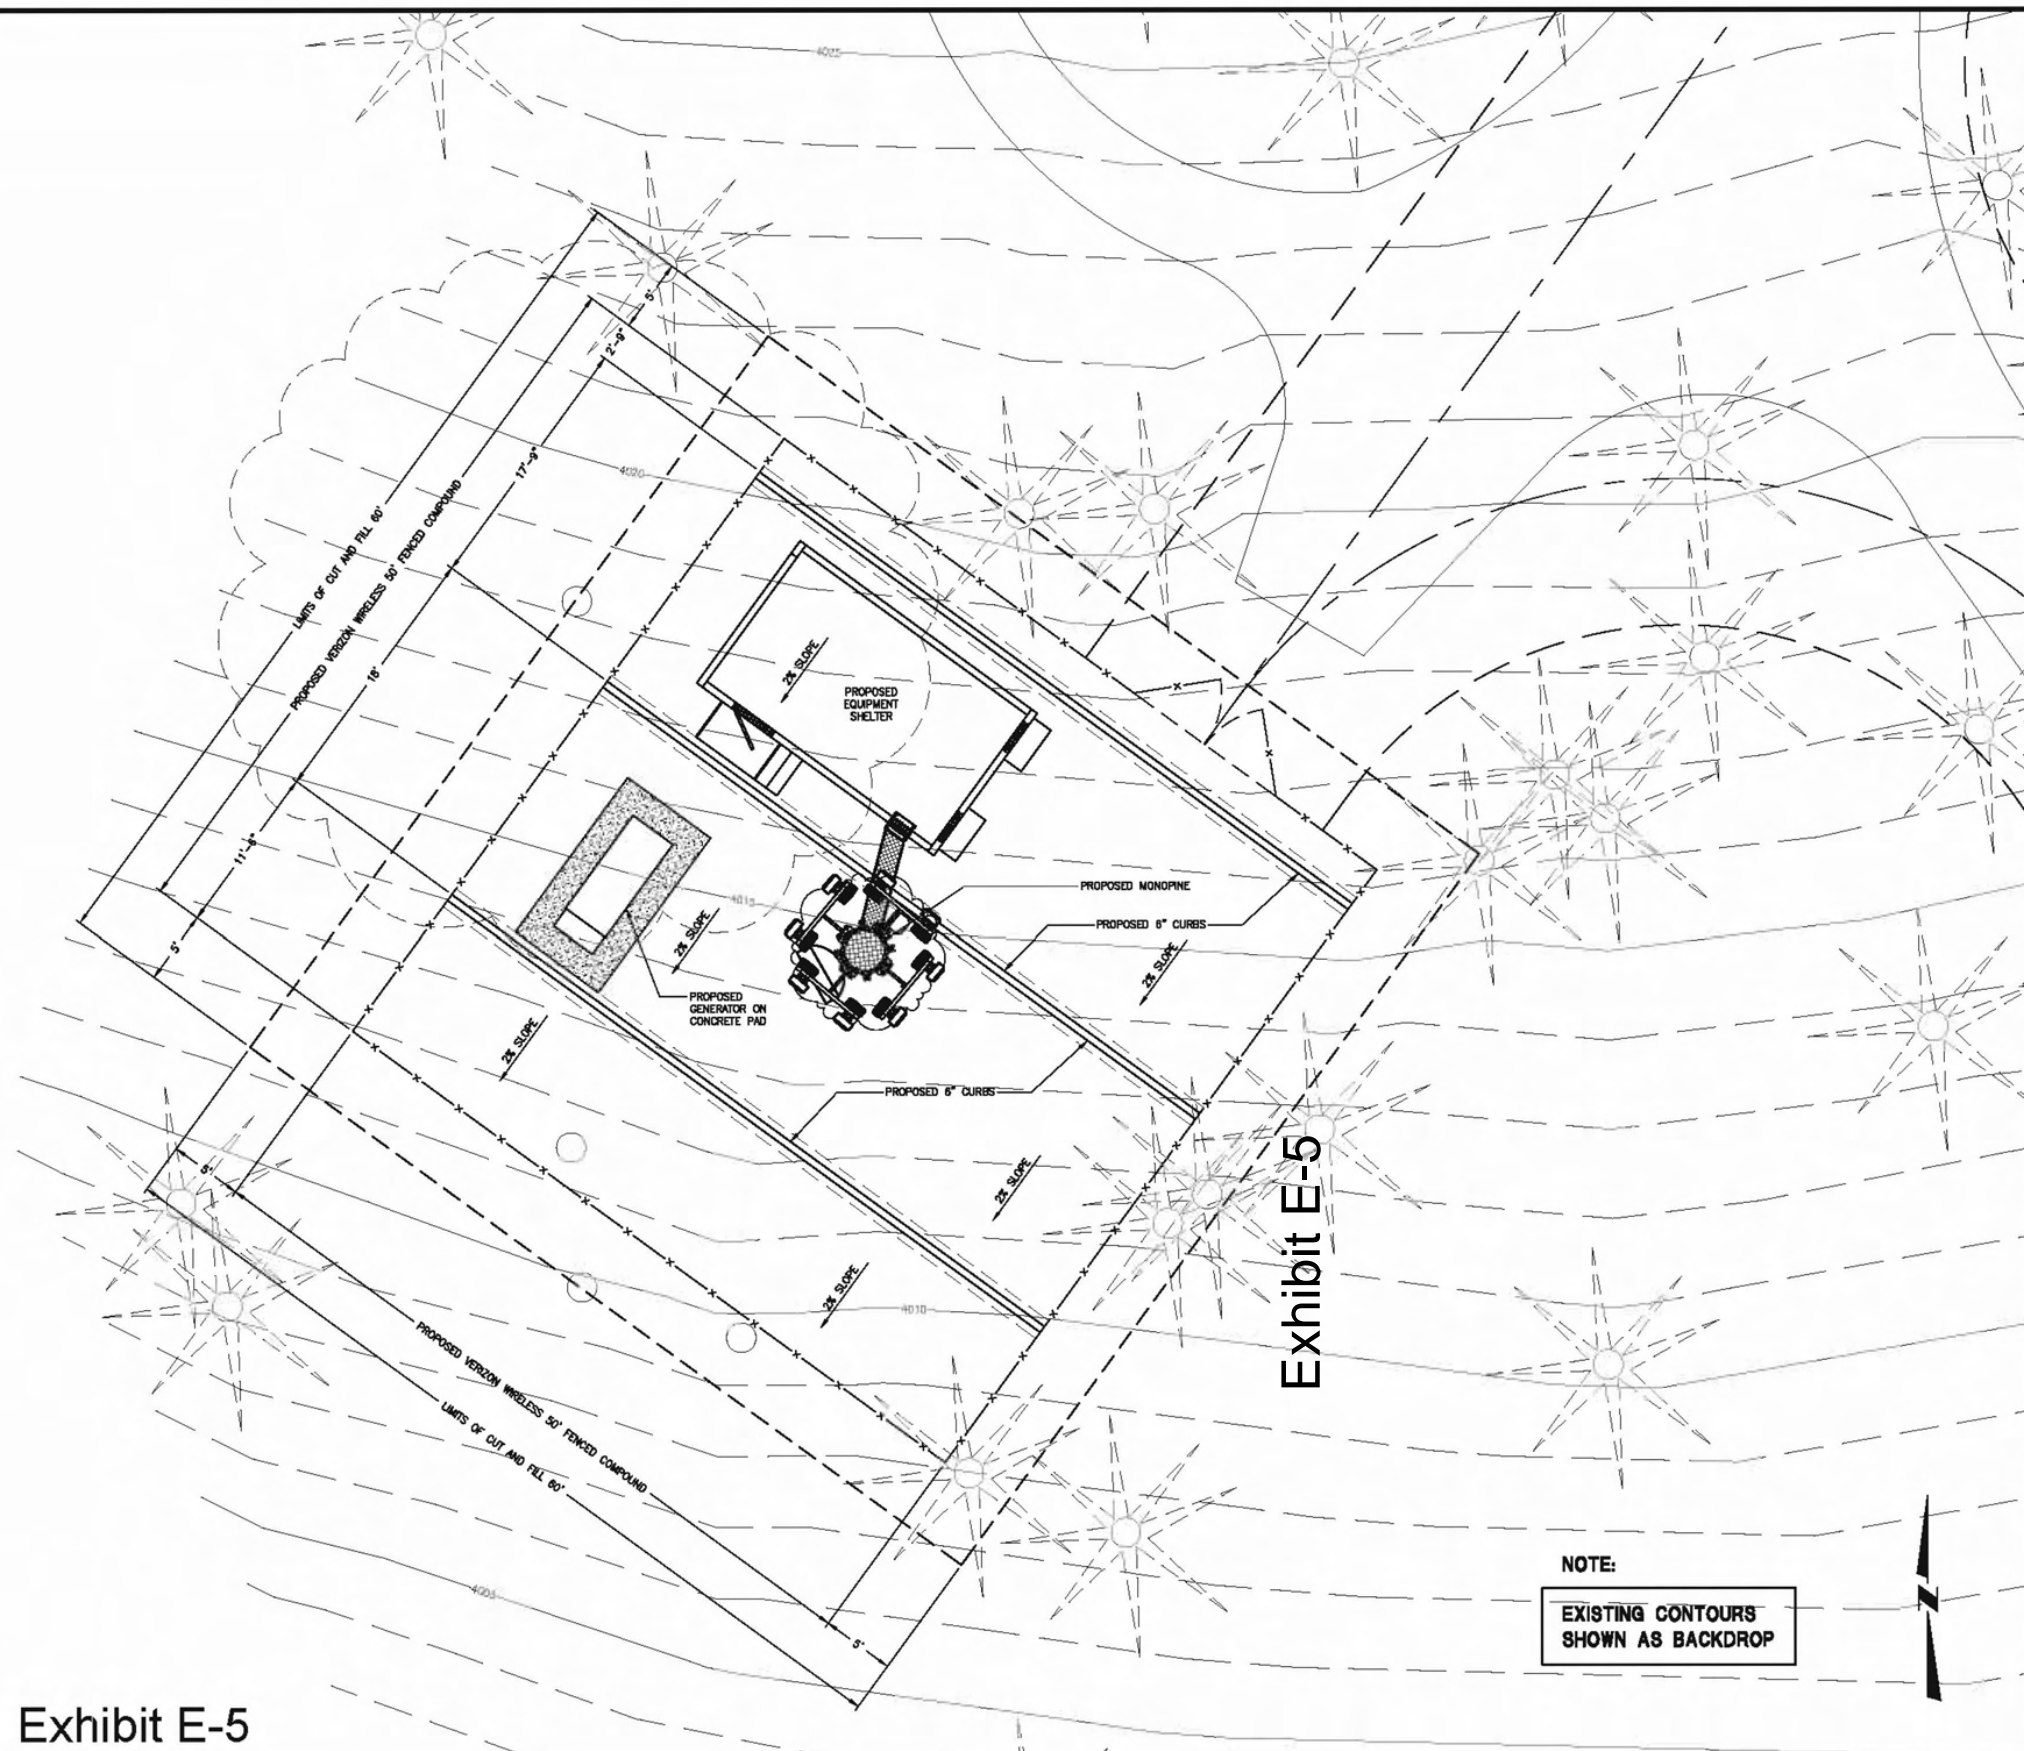 4025
5'
2'-9"
17'-9"
4020
LIMITS OF CUT AND FILL 60'
PROPOSED VERIZON WIRELESS 50' FENCED COMPOUND
18'
11'-6"
5'
2% SLOPE
PROPOSED
EQUIPMENT
SHELTER
PROPOSED MONOPINE
PROPOSED 6" CURBS
4015
2% SLOPE
2% SLOPE
PROPOSED
GENERATOR ON
CONCRETE PAD
2% SLOPE
PROPOSED 6" CURBS
2% SLOPE
2% SLOPE
4010
5'
PROPOSED VERIZON WIRELESS 50' FENCED COMPOUND
LIMITS OF CUT AND FILL 60'
5'
4005
Exhibit E-5
NOTE:
EXISTING CONTOURS
SHOWN AS BACKDROP
N
Exhibit E-5